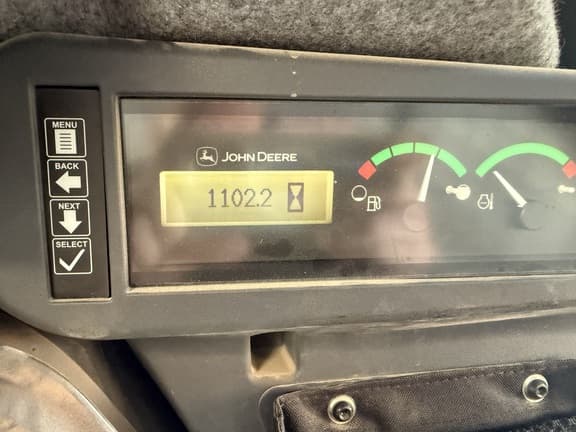 MENU
BACK
NEXT
SELECT
JOHN DEERE
1102.2